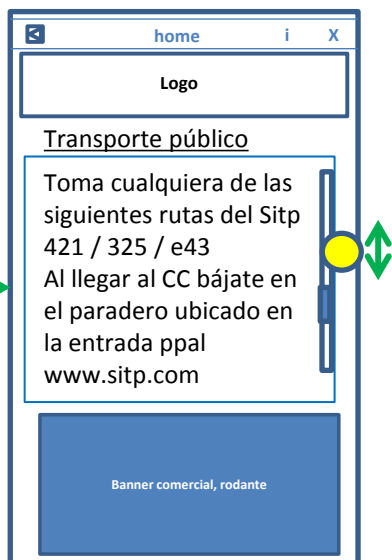 home i X
Logo
Transporte público
Toma cualquiera de las
siguientes rutas del Sitp
421 / 325 / e43
Al llegar al CC bájate en
el paradero ubicado en
la entrada ppal
www.sitp.com
Banner comercial, rodante